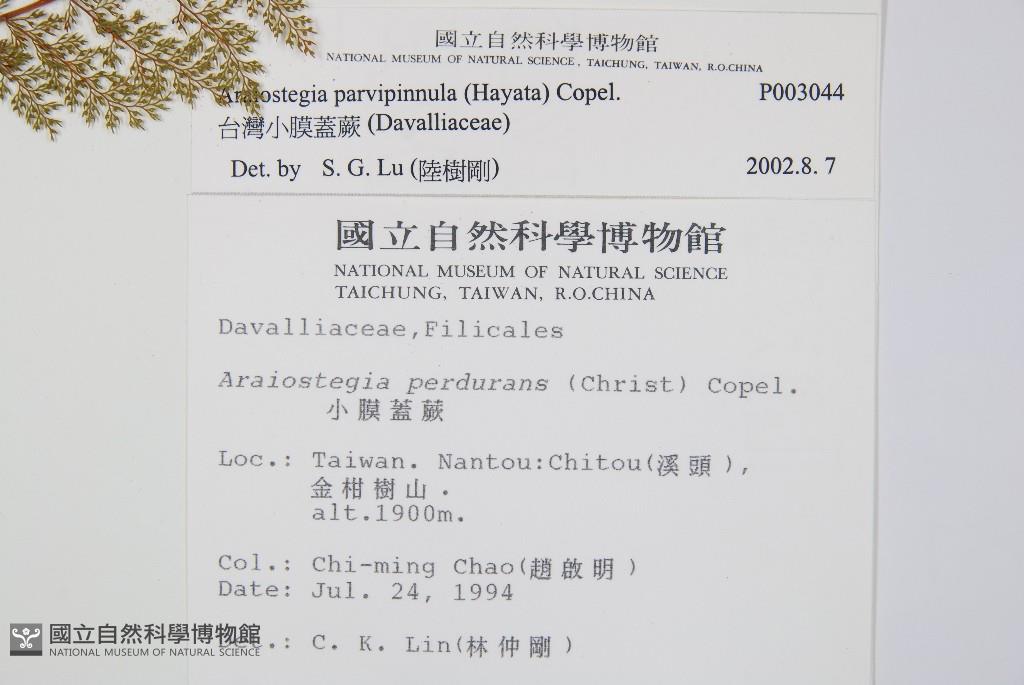 國立自然科學博物館
NATIONAL MUSEUM OF NATURAL SCIENCE, TAICHUNG, TAIWAN, R.O.CHINA
Araiostegia parvipinnula (Hayata) Copel. P003044
台灣小膜蓋蕨 (Davalliaceae)
Det. by S. G. Lu (陸樹剛) 2002.8. 7
國立自然科學博物館
NATIONAL MUSEUM OF NATURAL SCIENCE
TAICHUNG, TAIWAN, R.O.CHINA
Davalliaceae,Filicales
Araiostegia perdurans (Christ) Copel.
小膜蓋蕨
Loc.: Taiwan. Nantou:Chitou(溪頭),
金柑樹山.
alt.1900m.
Col.: Chi-ming Chao(趙啟明)
Date: Jul. 24, 1994
Det.: C. K. Lin(林仲剛)
國立自然科學博物館
NATIONAL MUSEUM OF NATURAL SCIENCE